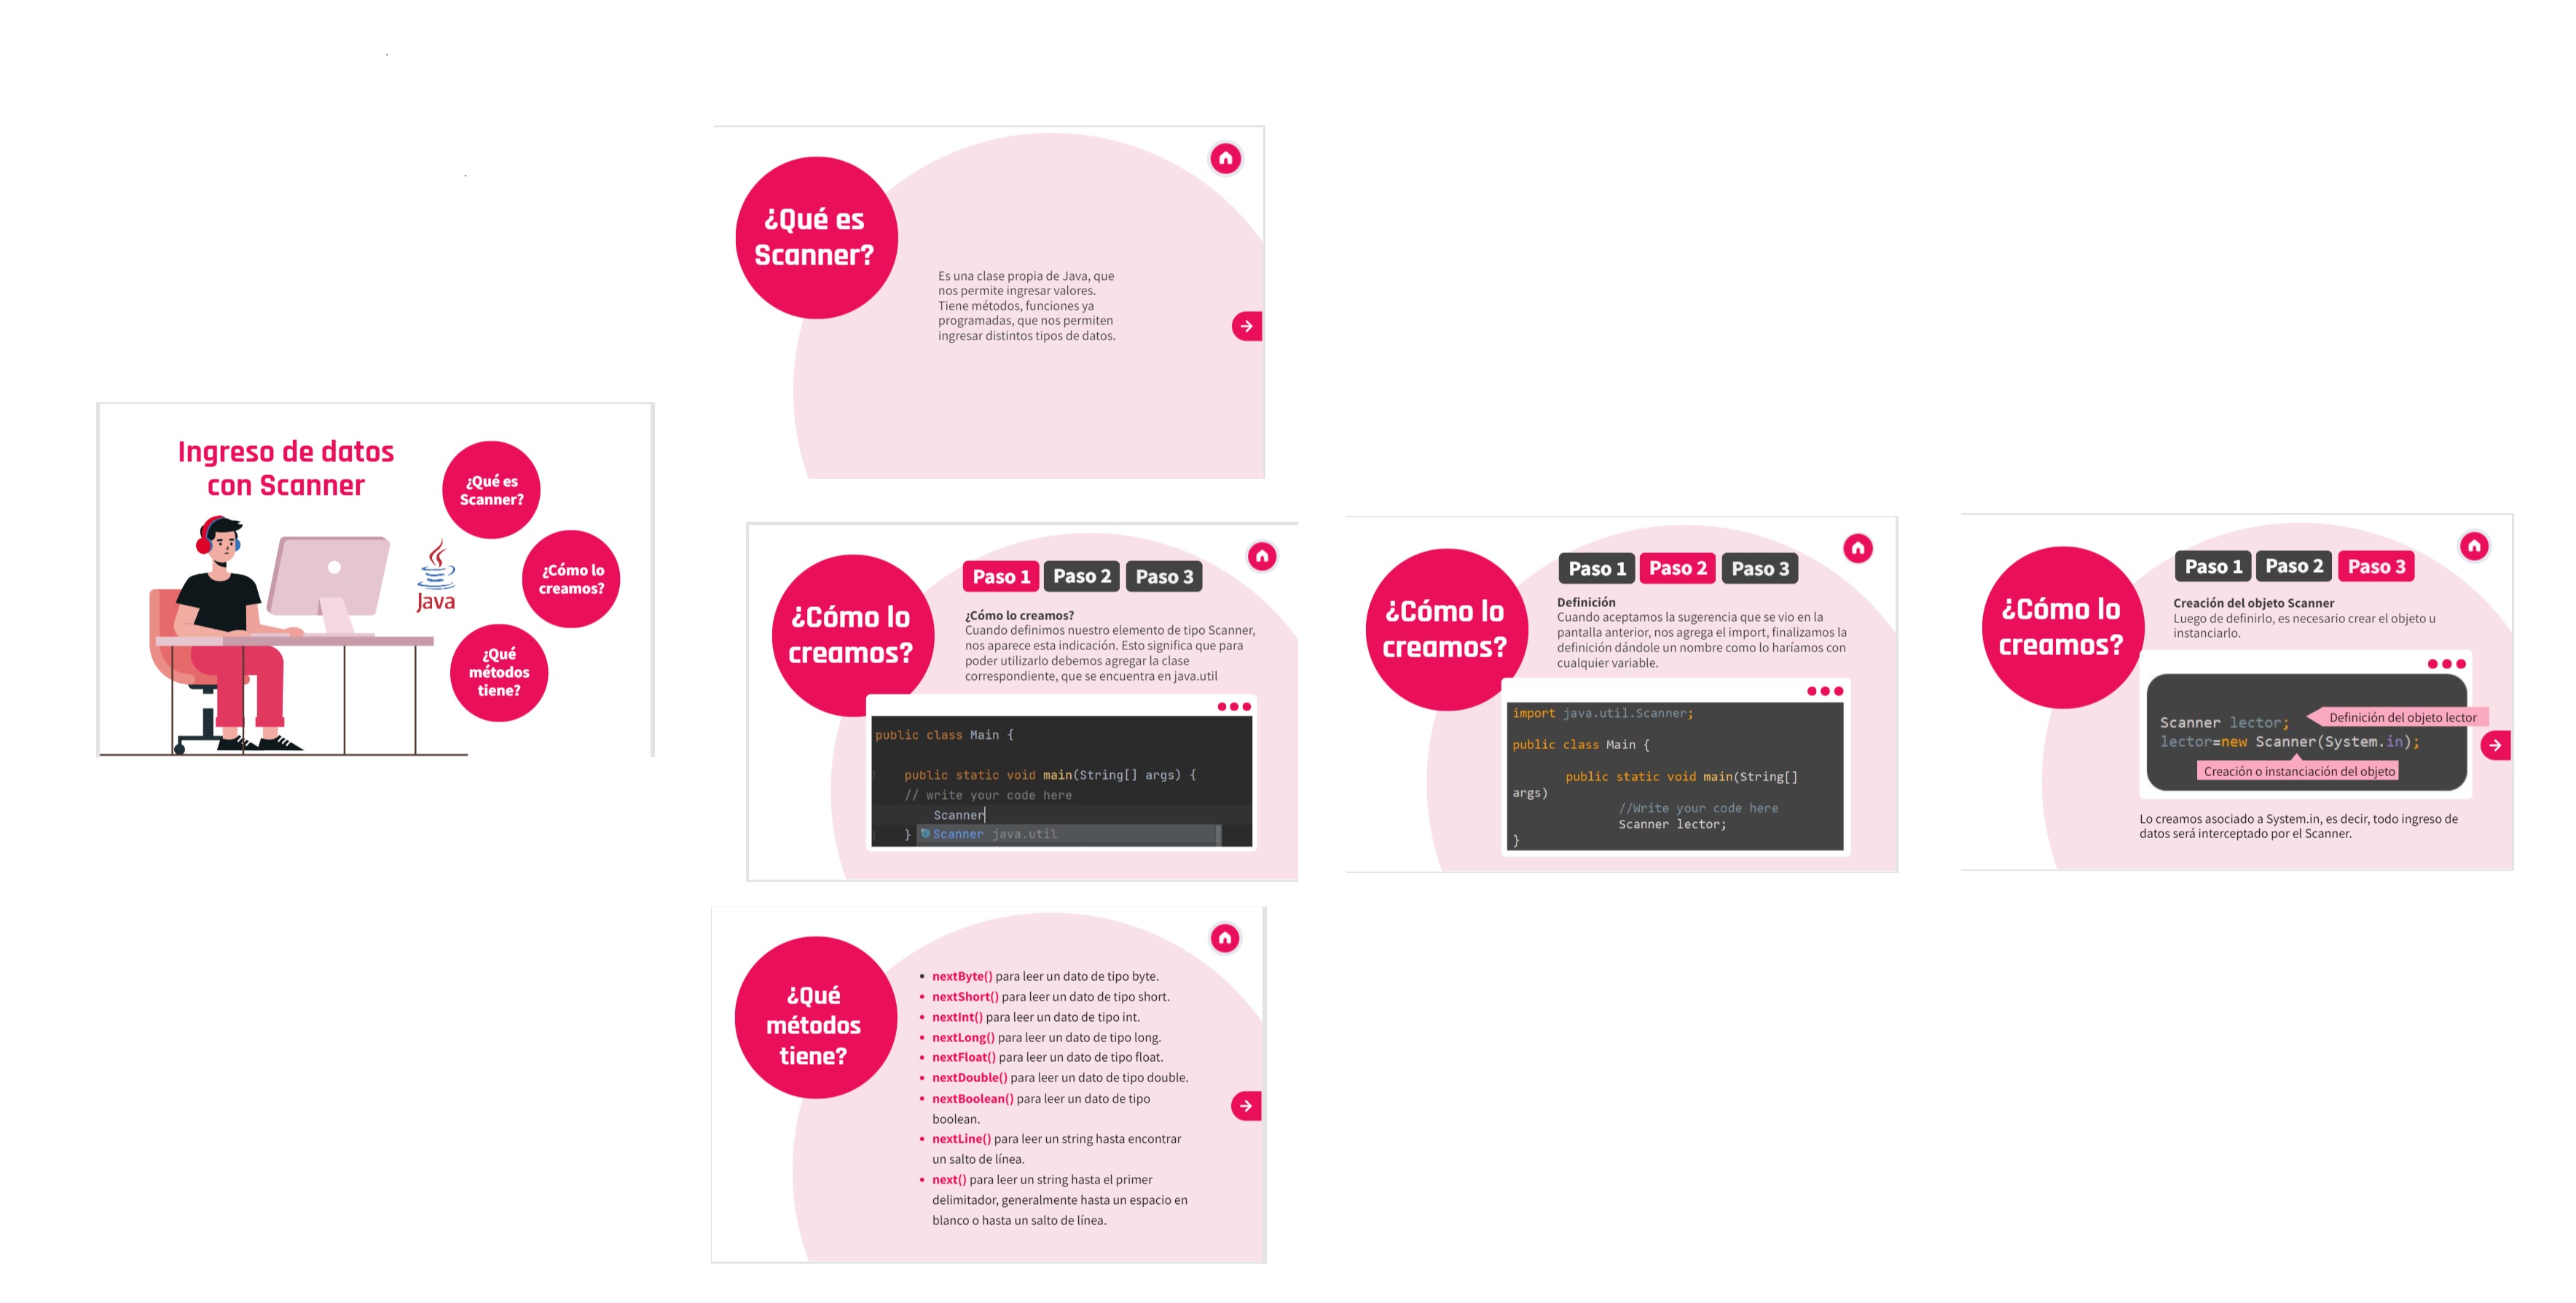 Ingreso de datos
con Scanner
¿Qué es
Scanner?
¿Cómo lo
creamos?
¿Qué
métodos
tiene?
Java
¿Qué es
Scanner?
Es una clase propia de Java, que
nos permite ingresar valores.
Tiene métodos, funciones ya
programadas, que nos permiten
ingresar distintos tipos de datos.
¿Cómo lo
creamos?
Paso 1 Paso 2 Paso 3
¿Cómo lo creamos?
Cuando definimos nuestro elemento de tipo Scanner,
nos aparece esta indicación. Esto significa que para
poder utilizarlo debemos agregar la clase
correspondiente, que se encuentra en java.util
public class Main {
public static void main(String[] args) {
// write your code here
Scanner
} Scanner java.util
¿Cómo lo
creamos?
Paso 1 Paso 2 Paso 3
Definición
Cuando aceptamos la sugerencia que se vio en la
pantalla anterior, nos agrega el import, finalizamos la
definición dándole un nombre como lo haríamos con
cualquier variable.
import java.util.Scanner;
public class Main {
public static void main(String[]
args)
//Write your code here
Scanner lector;
}
¿Cómo lo
creamos?
Paso 1 Paso 2 Paso 3
Creación del objeto Scanner
Luego de definirlo, es necesario crear el objeto u
instanciarlo.
Scanner lector; Definición del objeto lector
lector=new Scanner(System.in);
Creación o instanciación del objeto
Lo creamos asociado a System.in, es decir, todo ingreso de
datos será interceptado por el Scanner.
¿Qué
métodos
tiene?
• nextByte() para leer un dato de tipo byte.
• nextShort() para leer un dato de tipo short.
• nextInt() para leer un dato de tipo int.
• nextLong() para leer un dato de tipo long.
• nextFloat() para leer un dato de tipo float.
• nextDouble() para leer un dato de tipo double.
• nextBoolean() para leer un dato de tipo
boolean.
• nextLine() para leer un string hasta encontrar
un salto de línea.
• next() para leer un string hasta el primer
delimitador, generalmente hasta un espacio en
blanco o hasta un salto de línea.